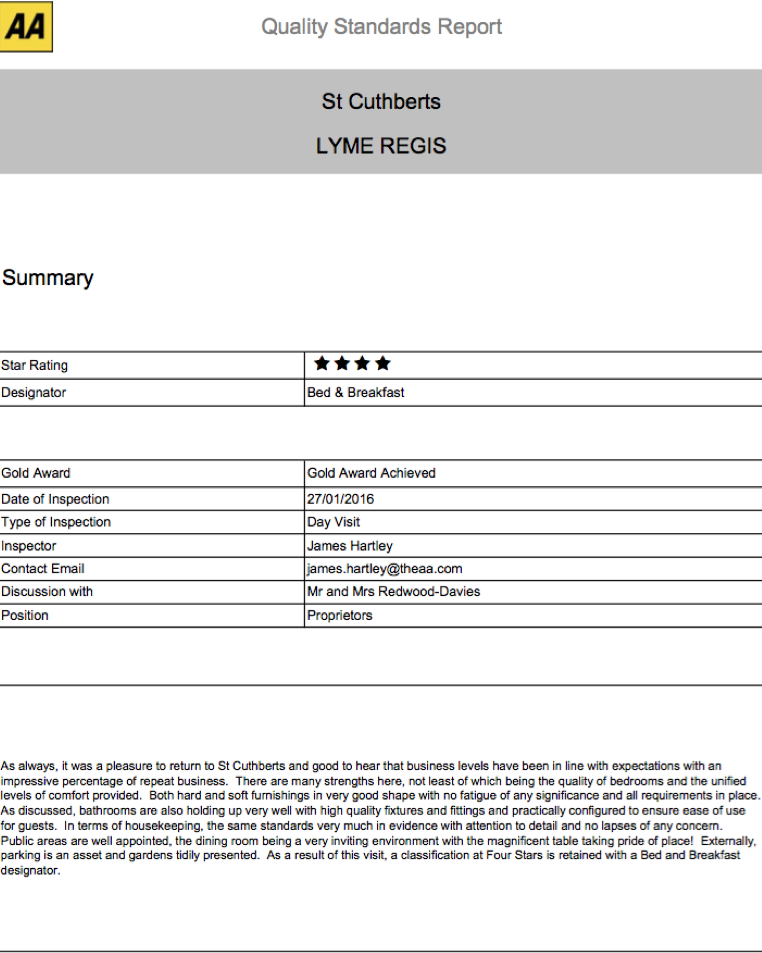 AA
Quality Standards Report
St Cuthberts
LYME REGIS
Summary
Star Rating ★★★★
Designator Bed & Breakfast
Gold Award Gold Award Achieved
Date of Inspection 27/01/2016
Type of Inspection Day Visit
Inspector James Hartley
Contact Email james.hartley@theaa.com
Discussion with Mr and Mrs Redwood-Davies
Position Proprietors
As always, it was a pleasure to return to St Cuthberts and good to hear that business levels have been in line with expectations with an
impressive percentage of repeat business. There are many strengths here, not least of which being the quality of bedrooms and the unified
levels of comfort provided. Both hard and soft furnishings in very good shape with no fatigue of any significance and all requirements in place.
As discussed, bathrooms are also holding up very well with high quality fixtures and fittings and practically configured to ensure ease of use
for guests. In terms of housekeeping, the same standards very much in evidence with attention to detail and no lapses of any concern.
Public areas are well appointed, the dining room being a very inviting environment with the magnificent table taking pride of place! Externally,
parking is an asset and gardens tidily presented. As a result of this visit, a classification at Four Stars is retained with a Bed and Breakfast
designator.